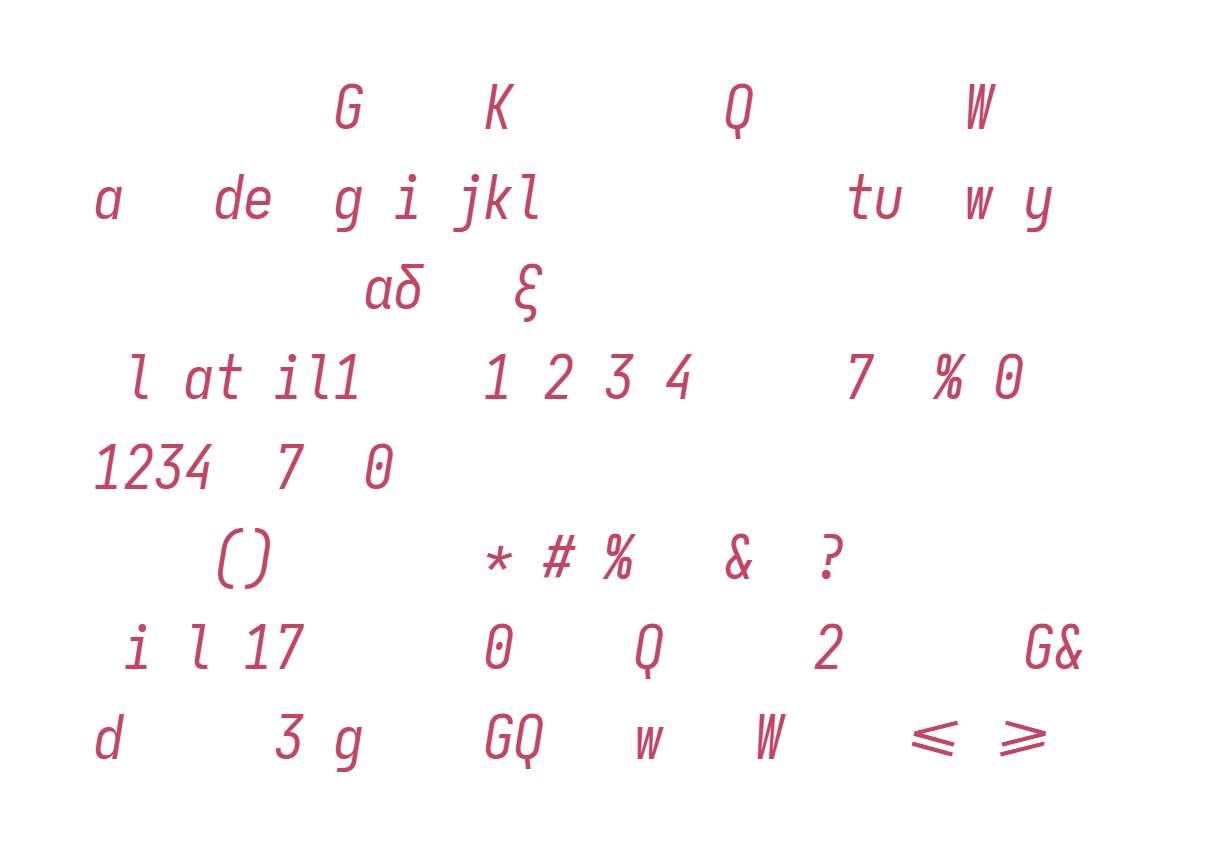 G    K       Q       W
a   de  g i jkl          tu  w y
αδ   ξ
l at il1    1 2 3 4     7  % 0
1234  7  0
()       * # %   &  ?
i l 17      0    Q     2      G&
d     3 g    GQ   w   W    ⩽  ⩾